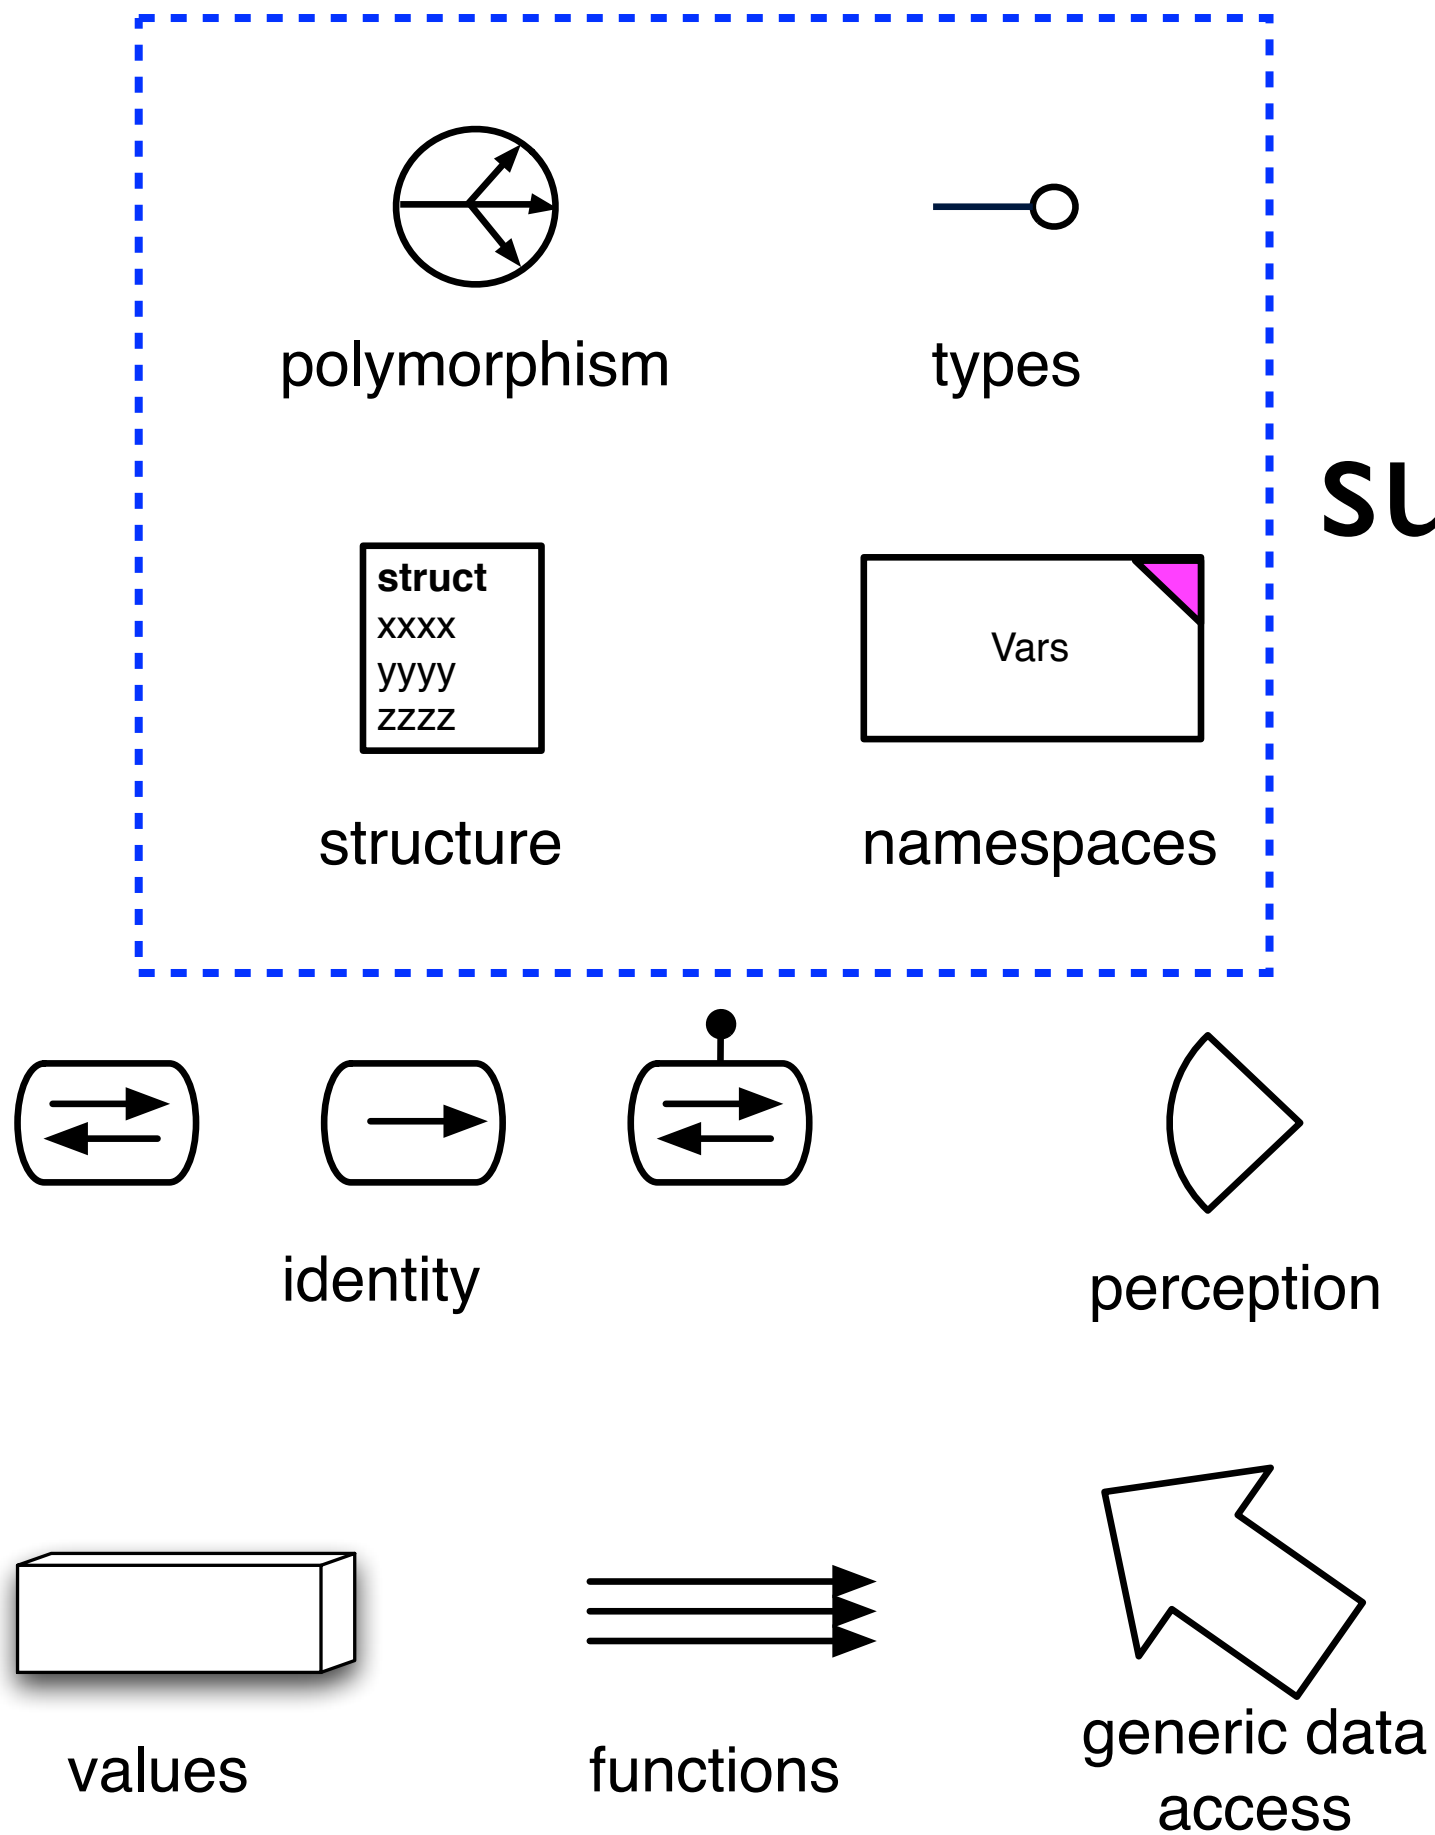 polymorphism
types
struct
xxxx
yyyy
zzzz
Vars
structure
namespaces
identity
perception
values
functions
generic data
access